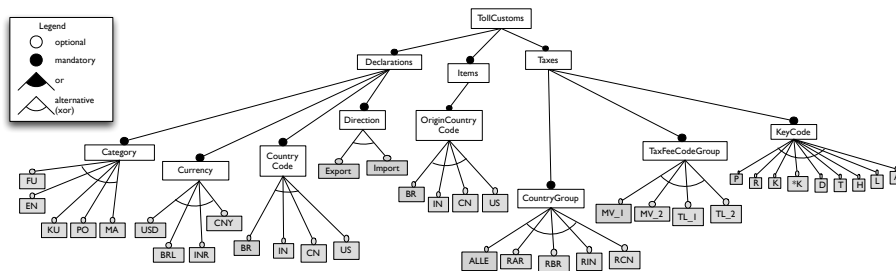 TollCustoms
Legend
optional
mandatory
or
alternative
(xor)
Declarations
Items
Taxes
Direction
OriginCountry
Code
Category
Currency
Country
Code
Export
Import
TaxFeeCodeGroup
KeyCode
FU
EN
KU
PO
MA
USD
BRL
INR
CNY
BR
IN
CN
US
BR
IN
CN
US
CountryGroup
ALLE
RAR
RBR
RIN
RCN
MV_1
MV_2
TL_1
TL_2
P
R
K
*K
D
T
H
L